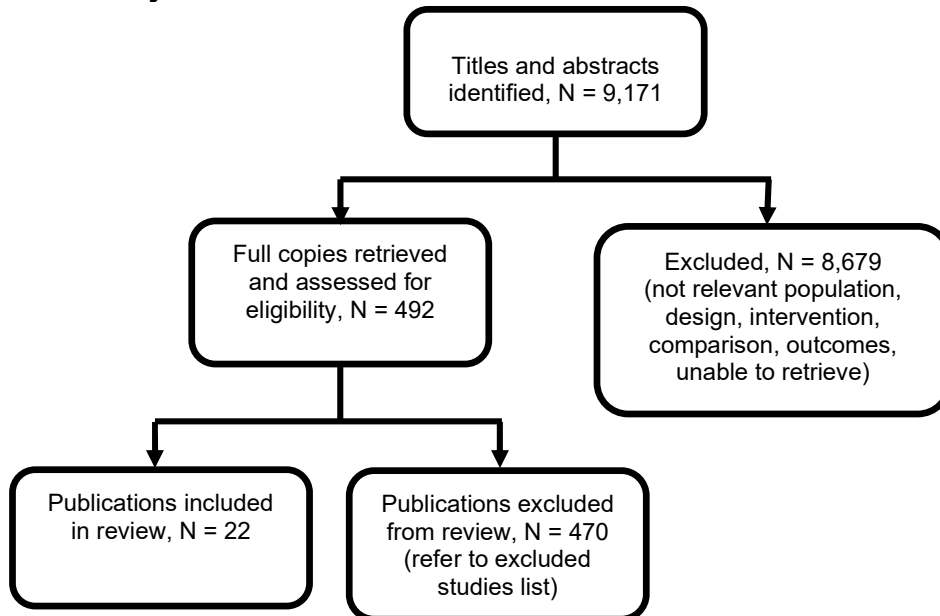 Titles and abstracts
identified, N = 9,171
Full copies retrieved
and assessed for
eligibility, N = 492
Excluded, N = 8,679
(not relevant population,
design, intervention,
comparison, outcomes,
unable to retrieve)
Publications included
in review, N = 22
Publications excluded
from review, N = 470
(refer to excluded
studies list)